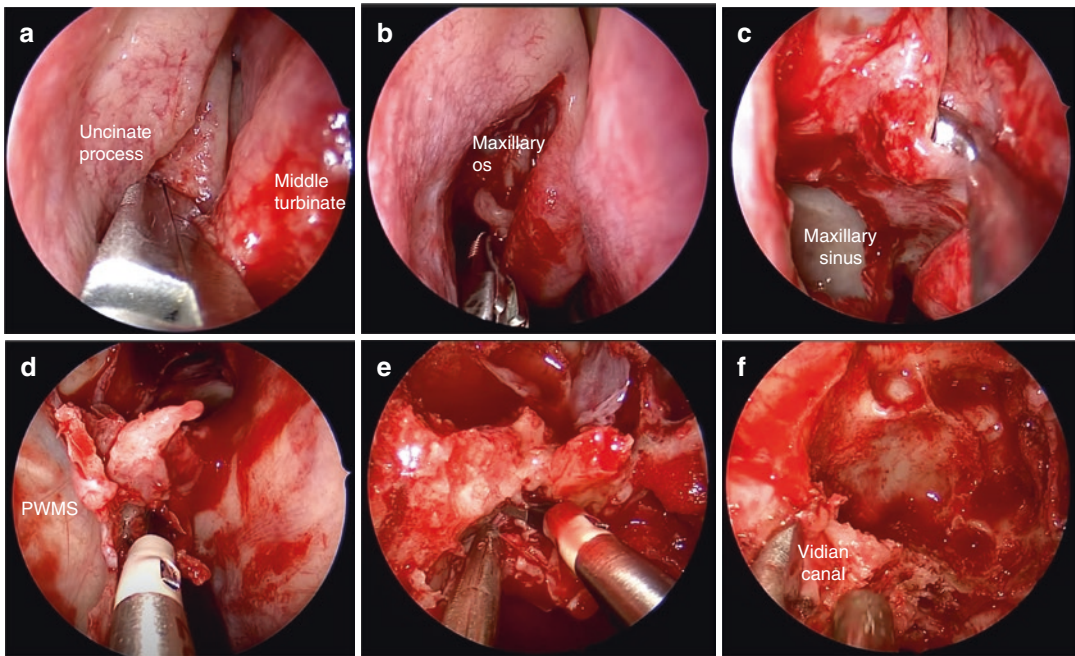 a
Uncinate
process
Middle
turbinate
b
Maxillary
os
c
Maxillary
sinus
d
PWMS
e
f
Vidian
canal